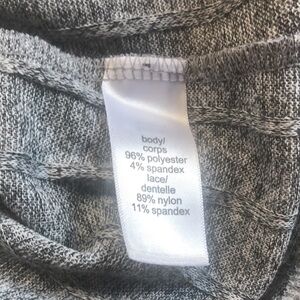 body/
corps
96% polyester
4% spandex
lace/
dentelle
89% nylon
11% spandex